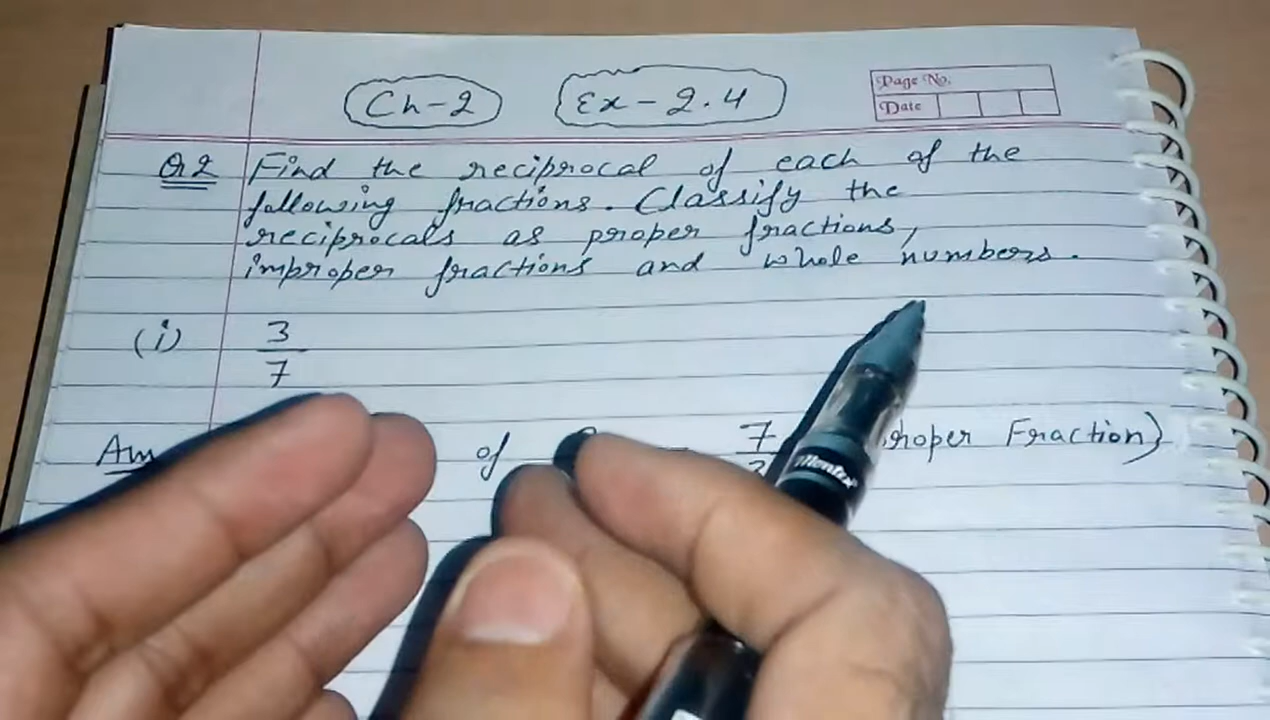 Ch-2 Ex-2.4
Page No.
Date
Q2 Find the reciprocal of each of the
following fractions. Classify the
reciprocals as proper fractions,
improper fractions and whole numbers.
(i) 3
7
of 7 Fraction)
Montex